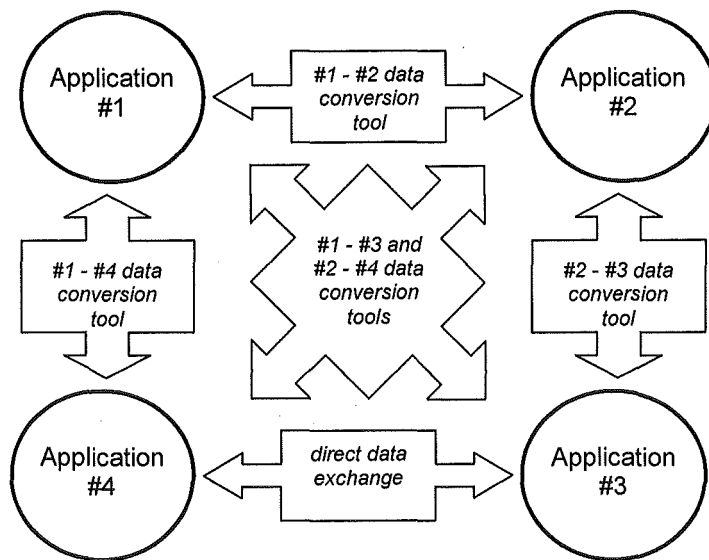 Application
#1
#1 - #2 data
conversion
tool
Application
#2
#1 - #4 data
conversion
tool
#1 - #3 and
#2 - #4 data
conversion
tools
#2 - #3 data
conversion
tool
Application
#4
direct data
exchange
Application
#3